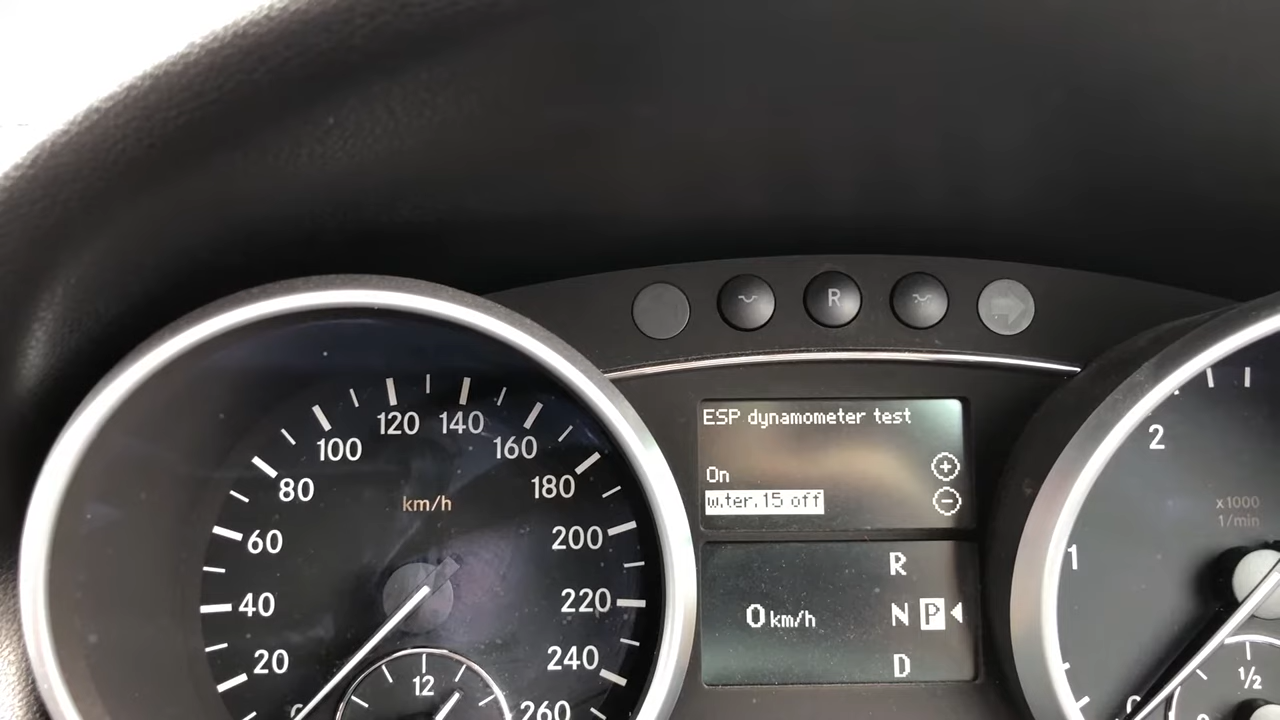 R
20
40
60
80
100
120
140
160
180
200
220
240
260
km/h
12
ESP dynamometer test
On
w.ter.15 off
0 km/h
R
N P
D
1
2
x1000
1/min
1/2